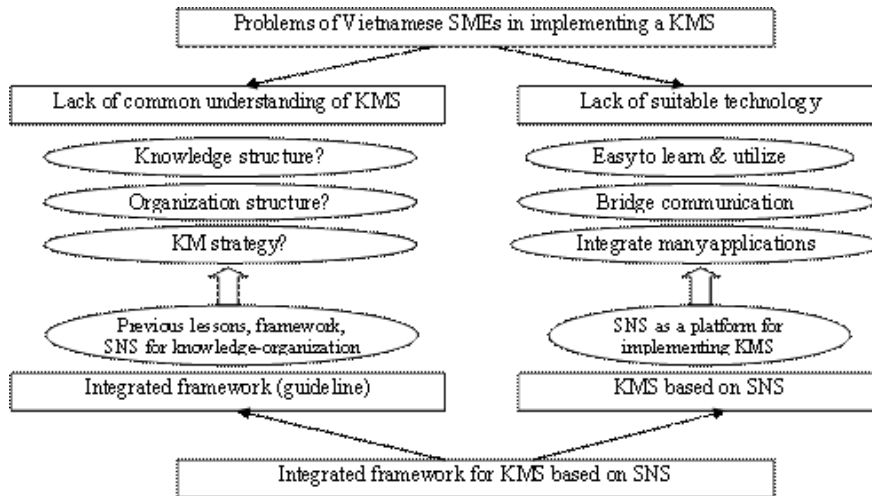 Problems of Vietnamese SMEs in implementing a KMS
Lack of common understanding of KMS
Lack of suitable technology
Knowledge structure?
Easy to learn & utilize
Organization structure?
Bridge communication
KM strategy?
Integrate many applications
Previous lessons, framework,
SNS for knowledge-organization
SNS as a platform for
implementing KMS
Integrated framework (guideline)
KMS based on SNS
Integrated framework for KMS based on SNS